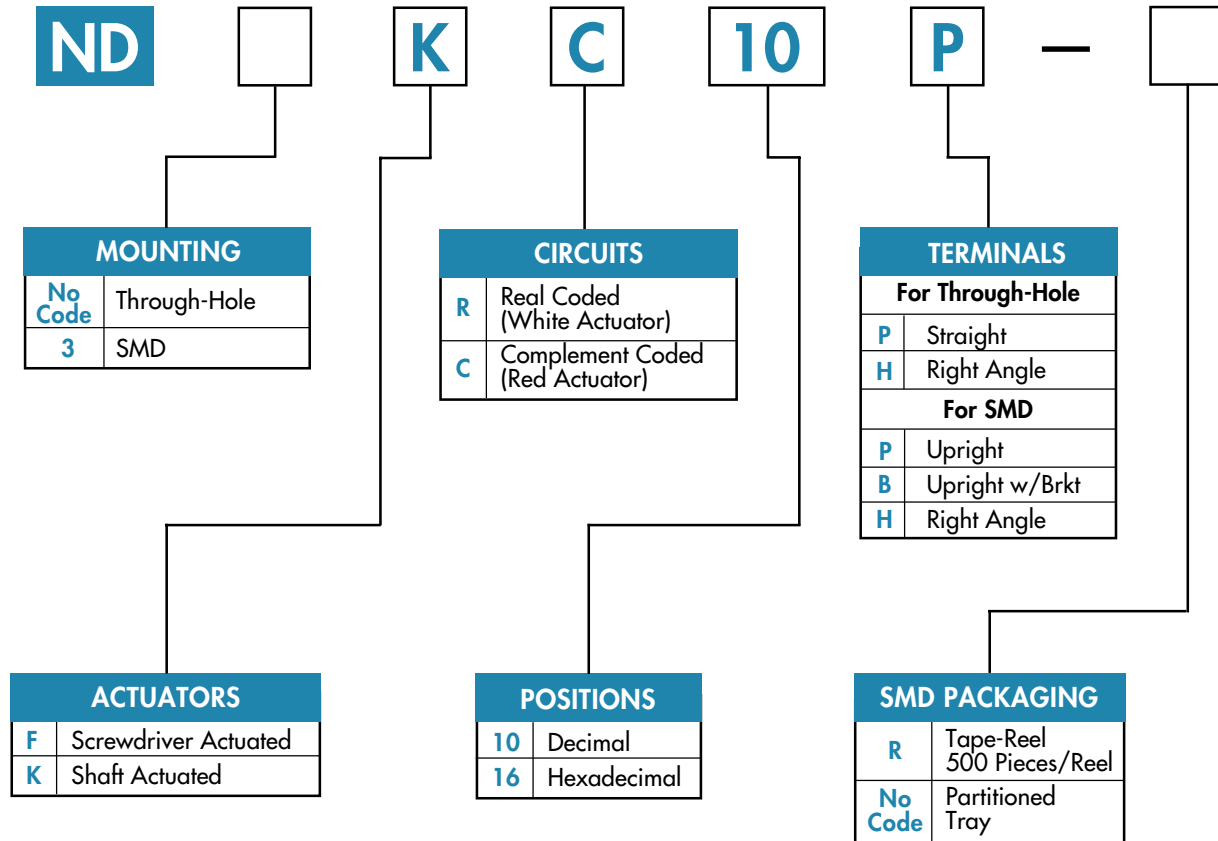 ND K C 10 P —
MOUNTING
No Code Through-Hole
3 SMD
CIRCUITS
R Real Coded
(White Actuator)
C Complement Coded
(Red Actuator)
TERMINALS
For Through-Hole
P Straight
H Right Angle
For SMD
P Upright
B Upright w/Brkt
H Right Angle
ACTUATORS
F Screwdriver Actuated
K Shaft Actuated
POSITIONS
10 Decimal
16 Hexadecimal
SMD PACKAGING
R Tape-Reel
500 Pieces/Reel
No Code Partitioned
Tray